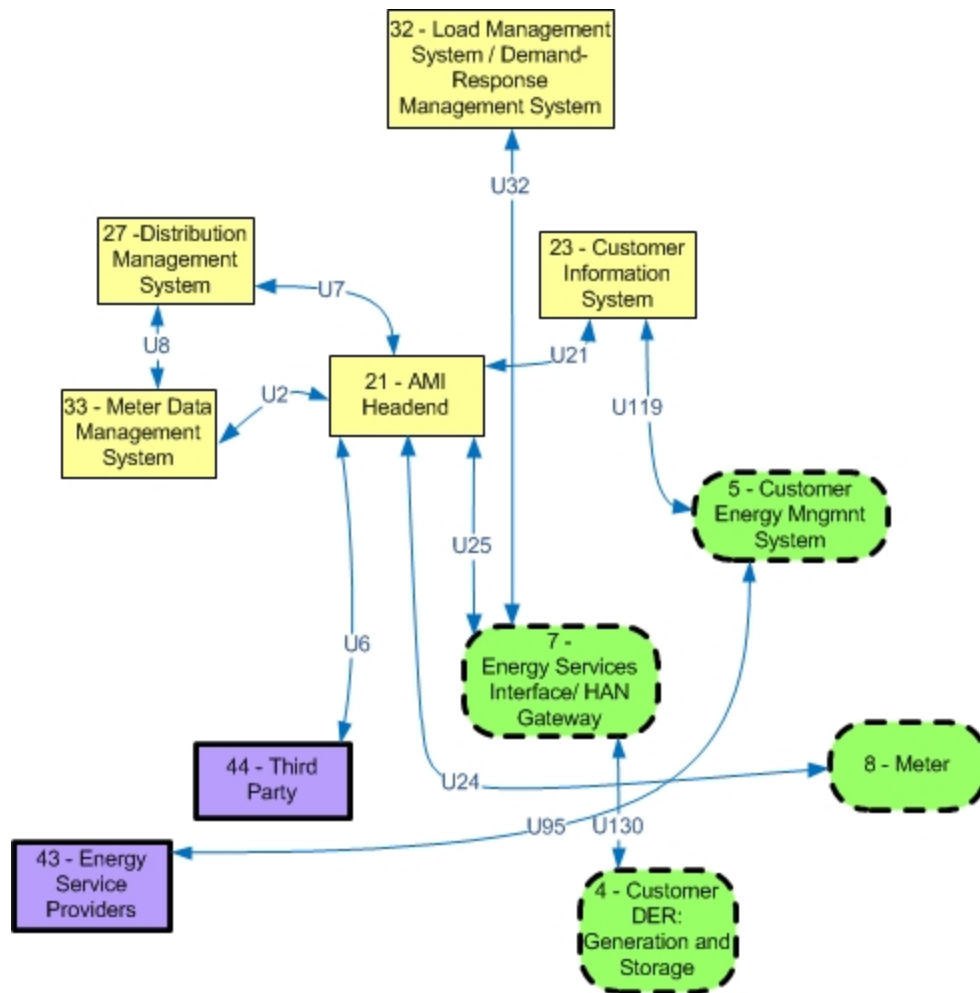 32 - Load Management
System / Demand-
Response
Management System
U32
27 -Distribution
Management
System
23 - Customer
Information
System
U7
U8
U21
21 - AMI
Headend
33 - Meter Data
Management
System
U2
U119
5 - Customer
Energy Mngmnt
System
U25
U6
7 -
Energy Services
Interface/ HAN
Gateway
44 - Third
Party
8 - Meter
U24
U95
U130
43 - Energy
Service
Providers
4 - Customer
DER:
Generation and
Storage